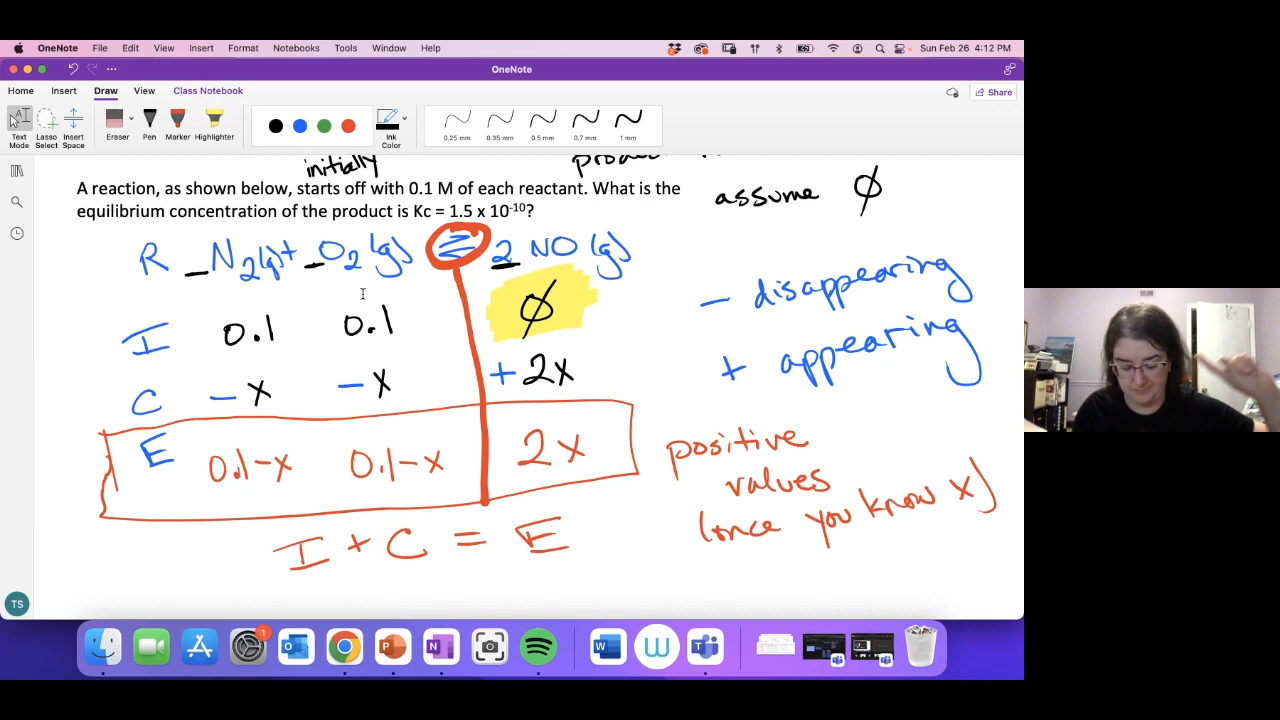 OneNote File Edit View Insert Format Notebooks Tools Window Help Sun Feb 26 4:12 PM
OneNote
Home Insert Draw View Class Notebook Share
Text Mode Lasso Select Insert Space Eraser Pen Marker Highlighter Ink Color 0.25 mm 0.35 mm 0.5 mm 0.7 mm 1 mm
initially
A reaction, as shown below, starts off with 0.1 M of each reactant. What is the
equilibrium concentration of the product is Kc = 1.5 x 10⁻¹⁰?
assume ∅
R _N₂(g) + _O₂(g) ⇌ 2 NO (g)
I 0.1 0.1 ∅
C - x - x + 2x
E 0.1-x 0.1-x 2x
I + C = E
- disappearing
+ appearing
positive
values
(once you know x)
TS
1
W